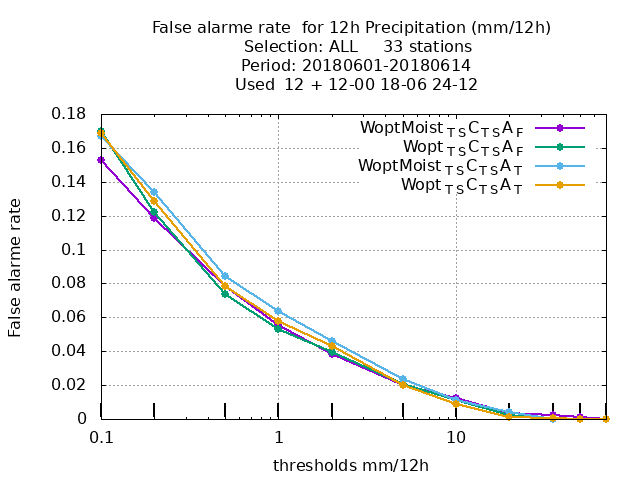 False alarme rate  for 12h Precipitation (mm/12h)
Selection: ALL     33 stations
Period: 20180601-20180614
Used  12 + 12-00 18-06 24-12
WoptMoist TS C TS A F
Wopt TS C TS A F
WoptMoist TS C TS A T
Wopt TS C TS A T
False alarme rate
0.18
0.16
0.14
0.12
0.1
0.08
0.06
0.04
0.02
0
0.1 1 10
thresholds mm/12h